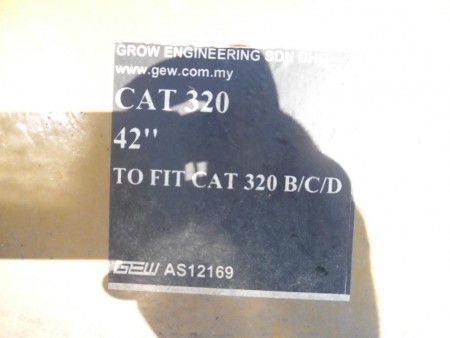 GROW ENGINEERING SDN BHD
www.gew.com.my
CAT 320
42"
TO FIT CAT 320 B/C/D
GEW AS12169